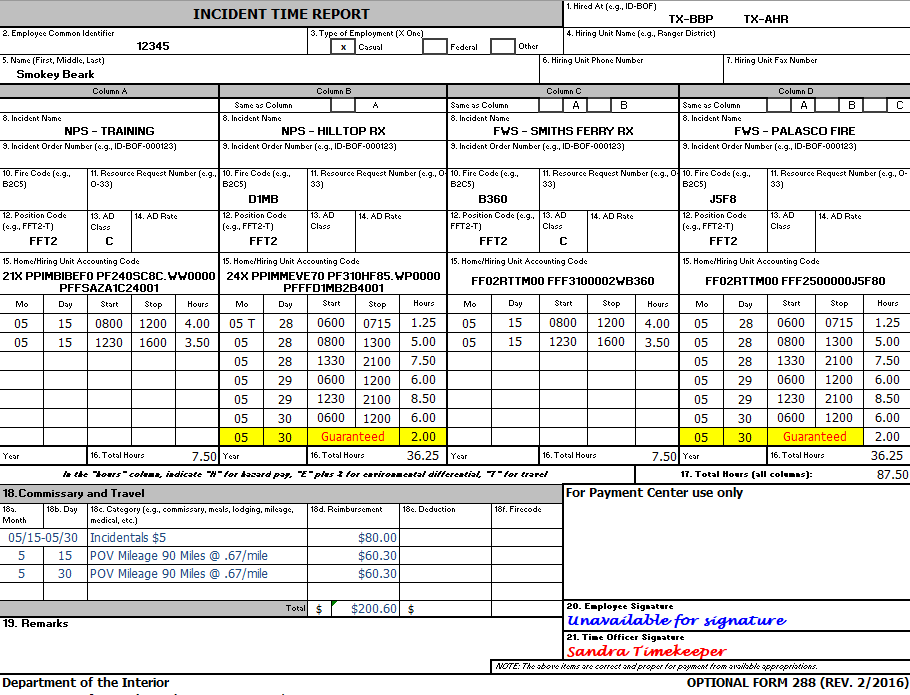 INCIDENT TIME REPORT
1. Hired At (e.g., ID-BOF)
TX-BBP TX-AHR
2. Employee Common Identifier
12345
3. Type of Employment (X One)
x Casual Federal Other
4. Hiring Unit Name (e.g., Ranger District)
5. Name (First, Middle, Last)
Smokey Beark
6. Hiring Unit Phone Number
7. Hiring Unit Fax Number
Column A Column B Column C Column D
Same as Column A Same as Column A B Same as Column A B C
8. Incident Name 8. Incident Name 8. Incident Name 8. Incident Name
NPS - TRAINING NPS - HILLTOP RX FWS - SMITHS FERRY RX FWS - PALASCO FIRE
9. Incident Order Number (e.g., ID-BOF-000123) 9. Incident Order Number (e.g., ID-BOF-000123) 9. Incident Order Number (e.g., ID-BOF-000123) 9. Incident Order Number (e.g., ID-BOF-000123)
10. Fire Code (e.g., 11. Resource Request Number (e.g., 10. Fire Code (e.g., 11. Resource Request Number (e.g., O- 10. Fire Code (e.g., 11. Resource Request Number (e.g., O- 10. Fire Code (e.g., 11. Resource Request Number (e.g., O-
B2C5) O-33) B2C5) 33) B2C5) 33) B2C5) 33)
D1MB B360 J5F8
12. Position Code 13. AD 14. AD Rate 12. Position Code 13. AD 14. AD Rate 12. Position Code 13. AD 14. AD Rate 12. Position Code 13. AD 14. AD Rate
(e.g., FFT2-T) Class (e.g., FFT2-T) Class (e.g., FFT2-T) Class (e.g., FFT2-T) Class
FFT2 C FFT2 FFT2 C FFT2
15. Home/Hiring Unit Accounting Code 15. Home/Hiring Unit Accounting Code 15. Home/Hiring Unit Accounting Code 15. Home/Hiring Unit Accounting Code
21X PPIMBIBEF0 PF240SC8C.WW0000 24X PPIMMEVE70 PF310HF85.WP0000 FF02RTTM00 FFF3100002WB360 FF02RTTM00 FFF2500000J5F80
PFFSAZA1C24001 PFFFD1MB2B4001
Mo Day Start Stop Hours Mo Day Start Stop Hours Mo Day Start Stop Hours Mo Day Start Stop Hours
05 15 0800 1200 4.00 05 T 28 0600 0715 1.25 05 15 0800 1200 4.00 05 28 0600 0715 1.25
05 15 1230 1600 3.50 05 28 0800 1300 5.00 05 15 1230 1600 3.50 05 28 0800 1300 5.00
05 28 1330 2100 7.50 05 28 1330 2100 7.50
05 29 0600 1200 6.00 05 29 0600 1200 6.00
05 29 1230 2100 8.50 05 29 1230 2100 8.50
05 30 0600 1200 6.00 05 30 0600 1200 6.00
05 30 Guaranteed 2.00 05 30 Guaranteed 2.00
Year 16. Total Hours 7.50 Year 16. Total Hours 36.25 Year 16. Total Hours 7.50 Year 16. Total Hours 36.25
In the "hours" column, indicate "H" for hazard pay, "E" plus % for environmental differential, "T" for travel
17. Total Hours (all columns): 87.50
18.Commissary and Travel
18a. Month 18b. Day 18c. Category (e.g., commissary, meals, lodging, mileage, medical, etc.) 18d. Reimbursement 18e. Deduction 18f. Firecode
05/15-05/30 Incidentals $5 $80.00
5 15 POV Mileage 90 Miles @ .67/mile $60.30
5 30 POV Mileage 90 Miles @ .67/mile $60.30
Total $ $200.60 $
19. Remarks
For Payment Center use only
20. Employee Signature
Unavailable for signature
21. Time Officer Signature
Sandra Timekeeper
NOTE: The above items are correct and proper for payment from available appropriations.
Department of the Interior
OPTIONAL FORM 288 (REV. 2/2016)